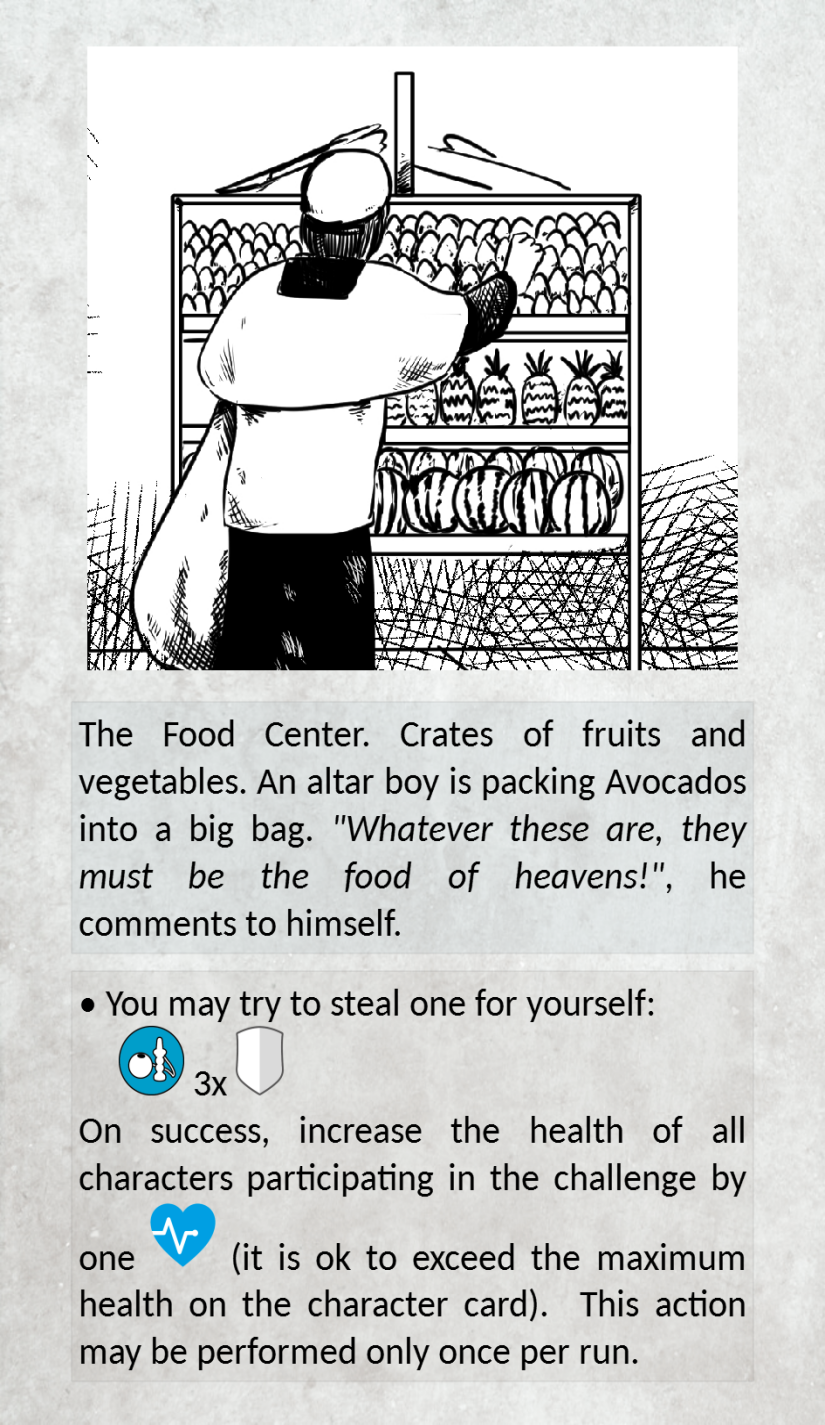 The Food Center. Crates of fruits and
vegetables. An altar boy is packing Avocados
into a big bag. "Whatever these are, they
must be the food of heavens!", he
comments to himself.
• You may try to steal one for yourself:
3x
On success, increase the health of all
characters participating in the challenge by
one (it is ok to exceed the maximum
health on the character card). This action
may be performed only once per run.